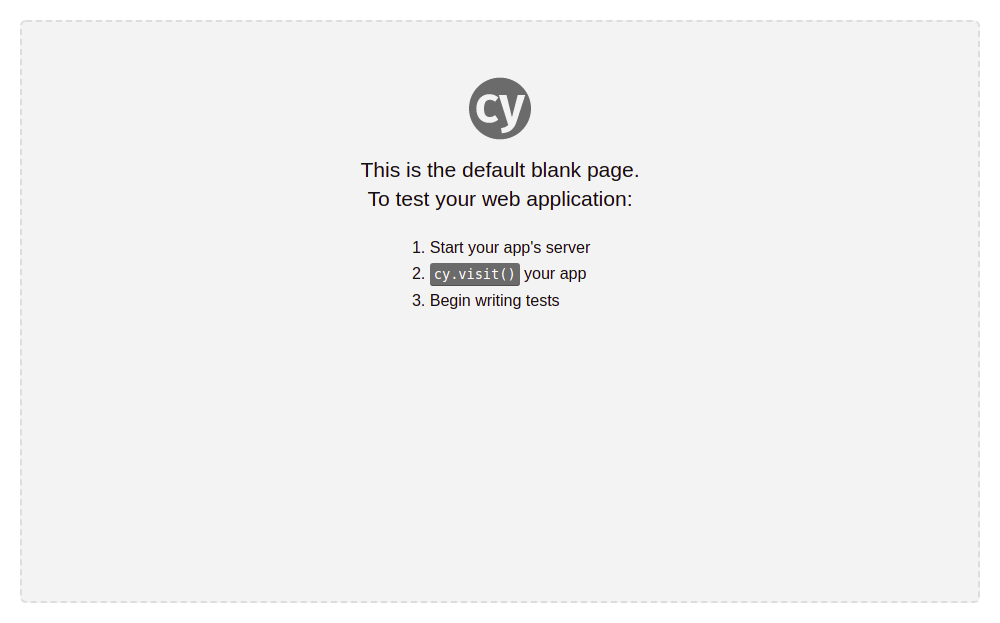 cy
This is the default blank page.
To test your web application:
1. Start your app's server
2. cy.visit() your app
3. Begin writing tests